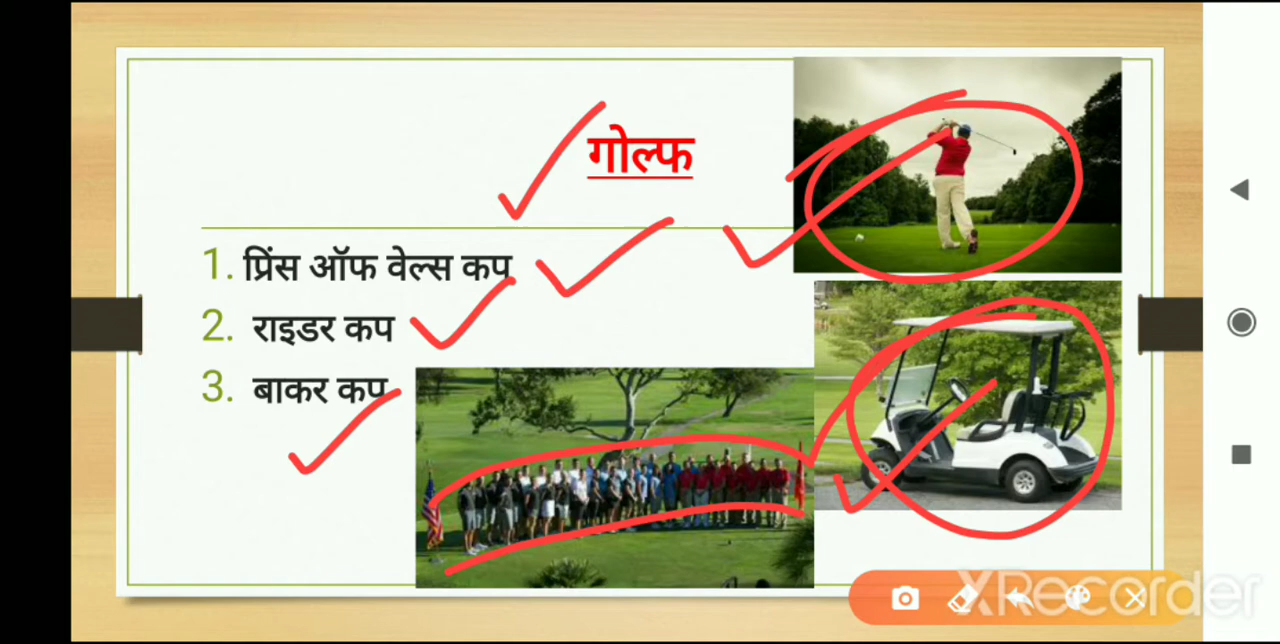 गोल्फ
1. प्रिंस ऑफ वेल्स कप
2. राइडर कप
3. बाकर कप
XRecorder